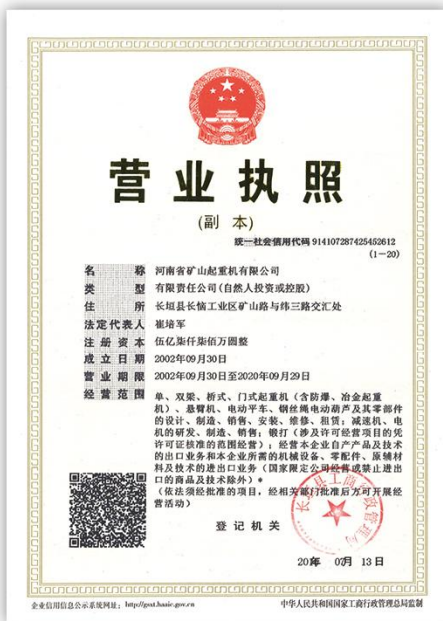 营业执照
(副 本)
统一社会信用代码 914107287425452612
(1-20)
名 称 河南省矿山起重机有限公司
类 型 有限责任公司(自然人投资或控股)
住 所 长垣县长恼工业区矿山路与纬三路交汇处
法定代表人 崔培军
注 册 资 本 伍亿柒仟柒佰万圆整
成 立 日 期 2002年09月30日
营 业 期 限 2002年09月30日至2020年09月29日
经 营 范 围 单、双梁、桥式、门式起重机(含防爆、冶金起重
机)、悬臂机、电动平车、钢丝绳电动葫芦及其零部件
的设计、制造、销售、安装、维修、租赁;减速机、电
机的研发、制造、销售;锻打(涉及许可经营项目的凭
许可证核准的范围经营);经营本企业自产产品及技术
的出口业务和本企业所需的机械设备、零配件、原辅材
料及技术的进出口业务(国家限定公司经营或禁止进出
口的商品及技术除外)*
(依法须经批准的项目,经相关部门批准后方可开展经
营活动)
登 记 机 关
长垣县工商行政管理局
07月 13日
企业信用信息公示系统网址:
中华人民共和国国家工商行政管理总局监制